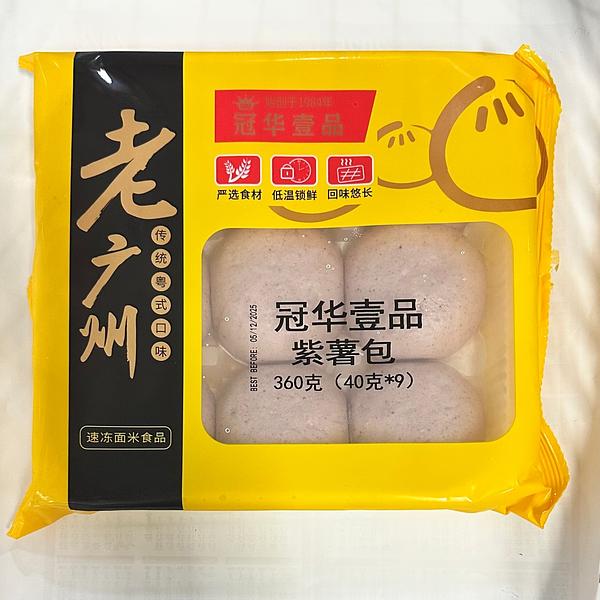 老广州
传统粤式口味
速冻面米食品
始创于1984年
冠华壹品
严选食材 低温锁鲜 回味悠长
冠华壹品
紫薯包
360克（40克*9）
BEST BEFORE: 05/12/2025